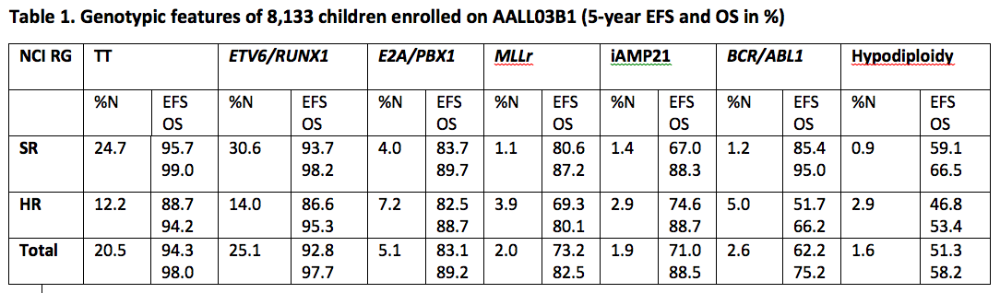 Table 1. Genotypic features of 8,133 children enrolled on AALL03B1 (5-year EFS and OS in %)
NCI RG TT ETV6/RUNX1 E2A/PBX1 MLLr iAMP21 BCR/ABL1 Hypodiploidy
%N EFS %N EFS %N EFS %N EFS %N EFS %N EFS %N EFS
OS OS OS OS OS OS OS
SR 24.7 95.7 30.6 93.7 4.0 83.7 1.1 80.6 1.4 67.0 1.2 85.4 0.9 59.1
99.0 98.2 89.7 87.2 88.3 95.0 66.5
HR 12.2 88.7 14.0 86.6 7.2 82.5 3.9 69.3 2.9 74.6 5.0 51.7 2.9 46.8
94.2 95.3 88.7 80.1 88.7 66.2 53.4
Total 20.5 94.3 25.1 92.8 5.1 83.1 2.0 73.2 1.9 71.0 2.6 62.2 1.6 51.3
98.0 97.7 89.2 82.5 88.5 75.2 58.2